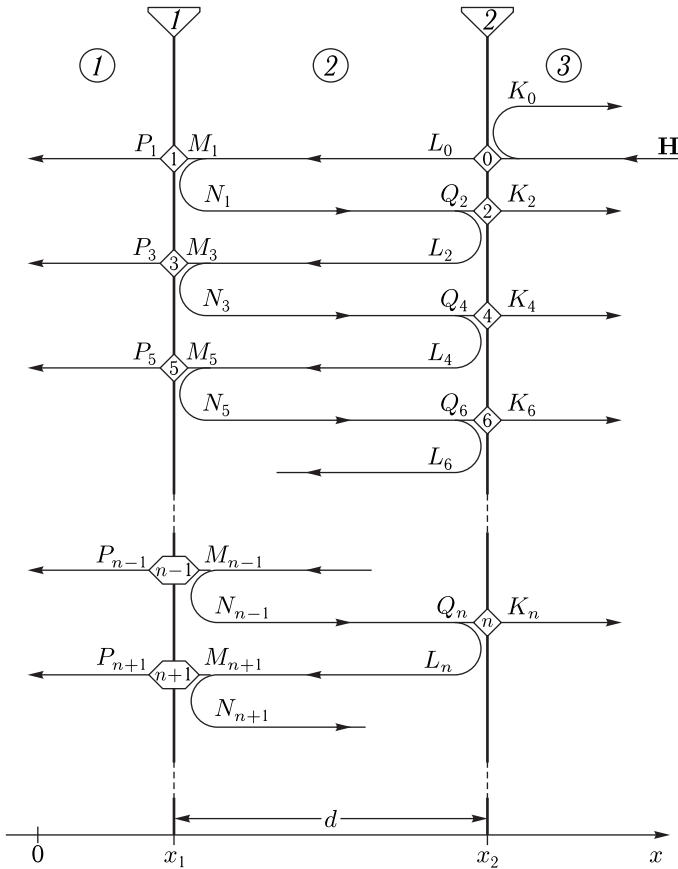 1 2
1 2 3
K₀
P₁ 1 M₁ L₀ 0 H
N₁ Q₂ 2 K₂
P₃ 3 M₃ L₂
N₃ Q₄ 4 K₄
P₅ 5 M₅ L₄
N₅ Q₆ 6 K₆
L₆
Pₙ₋₁ n−1 Mₙ₋₁
Nₙ₋₁ Qₙ n Kₙ
Pₙ₊₁ n+1 Mₙ₊₁ Lₙ
Nₙ₊₁
d
0 x₁ x₂ x